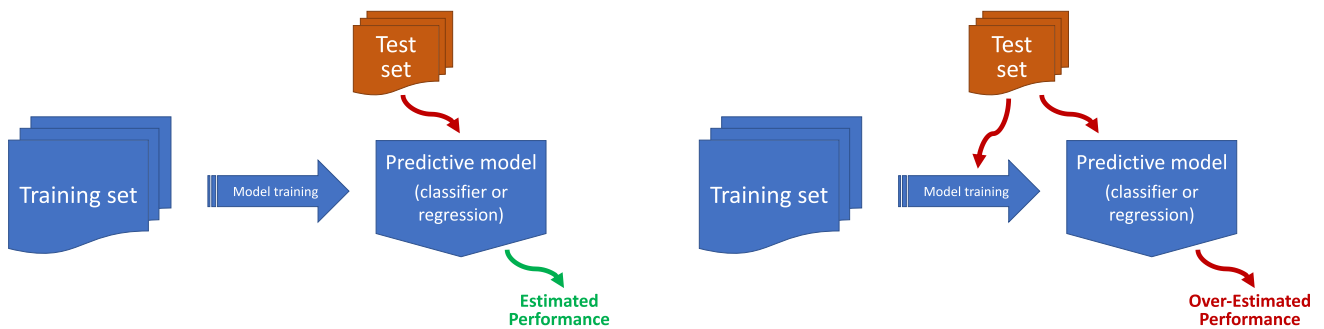 Test
set
Training set
Model training
Predictive model
(classifier or
regression)
Estimated
Performance
Test
set
Training set
Model training
Predictive model
(classifier or
regression)
Over-Estimated
Performance